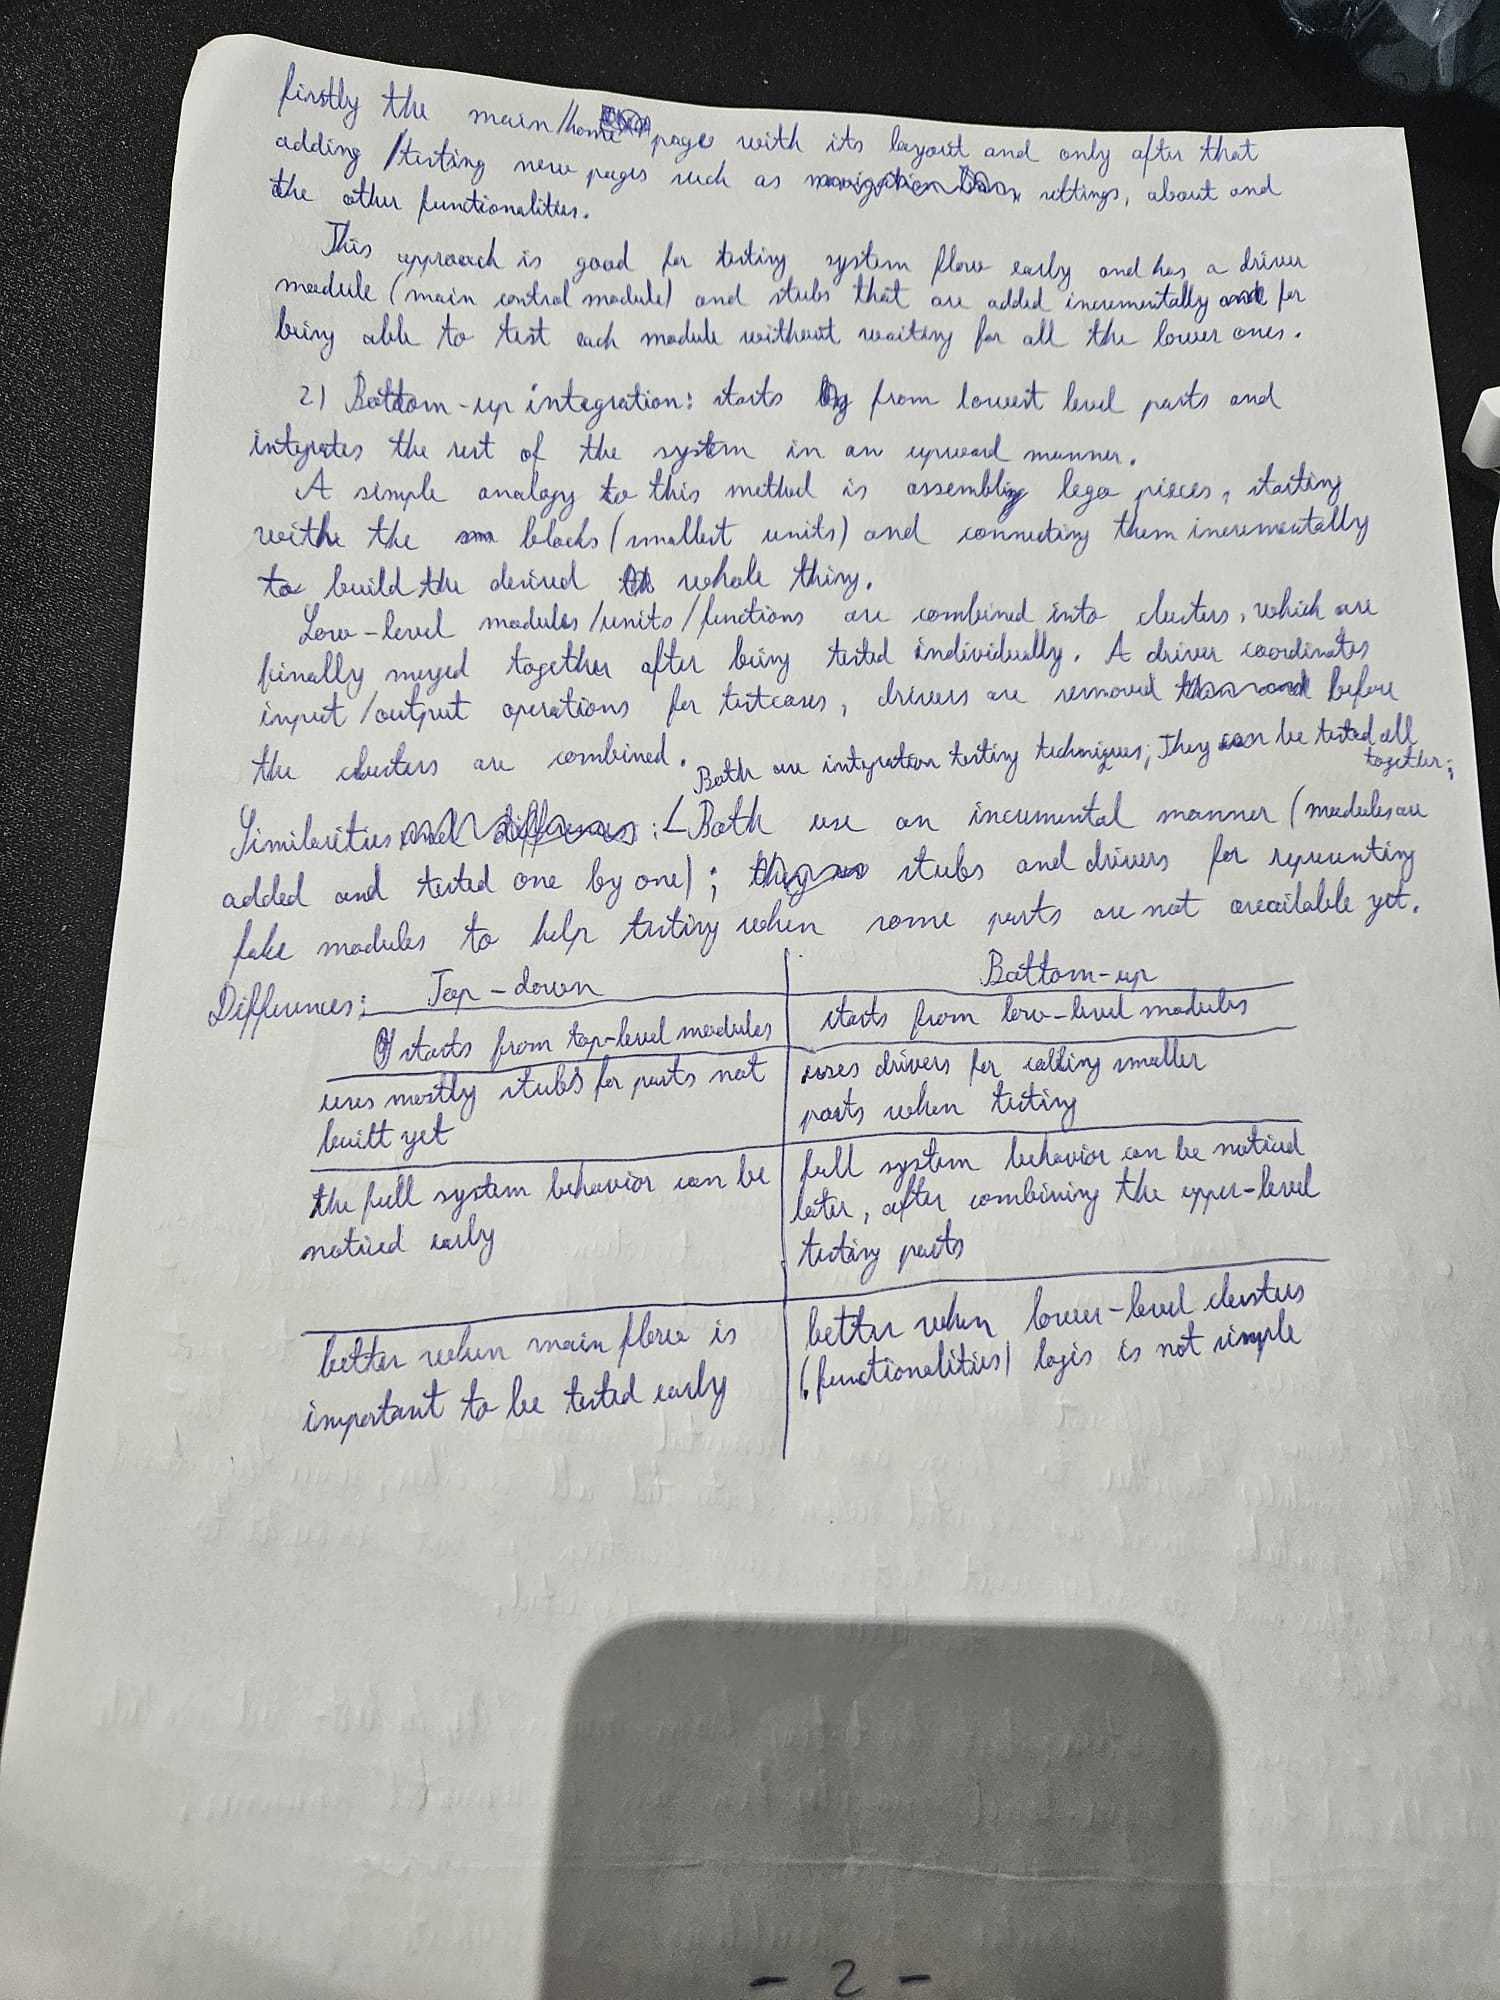 firstly the main/home page with its layout and only after that
adding/testing new pages such as settings, about and
the other functionalities.
This approach is good for testing system flow early and has a driver
module (main control module) and stubs that are added incrementally for
being able to test each module without waiting for all the lower ones.
2) Bottom-up integration: starts from lowest level parts and
integrates the rest of the system in an upward manner.
A simple analogy to this method is assembling lego pieces, starting
withe the blocks (smallest units) and connecting them incrementally
to build the desired whole thing.
Low-level modules/units/functions are combined into clusters, which are
finally merged together after being tested individually. A driver coordinates
input/output operations for testcases, drivers are removed before
the clusters are combined.
Both are integration testing techniques; They can be tested all
together;
Similarities : Both use an incremental manner (modules are
added and tested one by one); stubs and drivers for representing
fake modules to help testing when some parts are not available yet.
Differences: Top-down Bottom-up
starts from top-level modules starts from low-level modules
uses mostly stubs for parts not uses drivers for calling smaller
built yet parts when testing
the full system behavior can be full system behavior can be noticed
noticed early later, after combining the upper-level
testing parts
better when main flow is better when lower-level clusters
important to be tested early (functionalities) logis is not simple
- 2 -